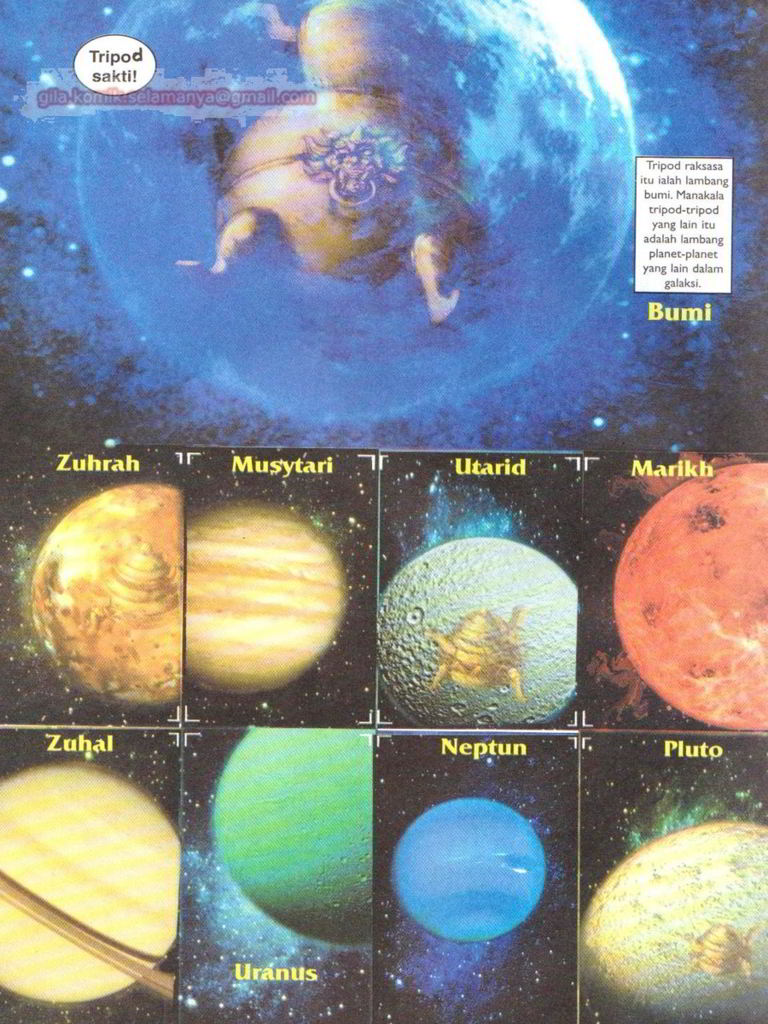 Tripod
sakti!
gila.komik.selamanya@gmail.com
Tripod raksasa
itu ialah lambang
bumi. Manakala
tripod-tripod
yang lain itu
adalah lambang
planet-planet
yang lain dalam
galaksi.
Bumi
Zuhrah
Musytari
Utarid
Marikh
Zuhal
Uranus
Neptun
Pluto